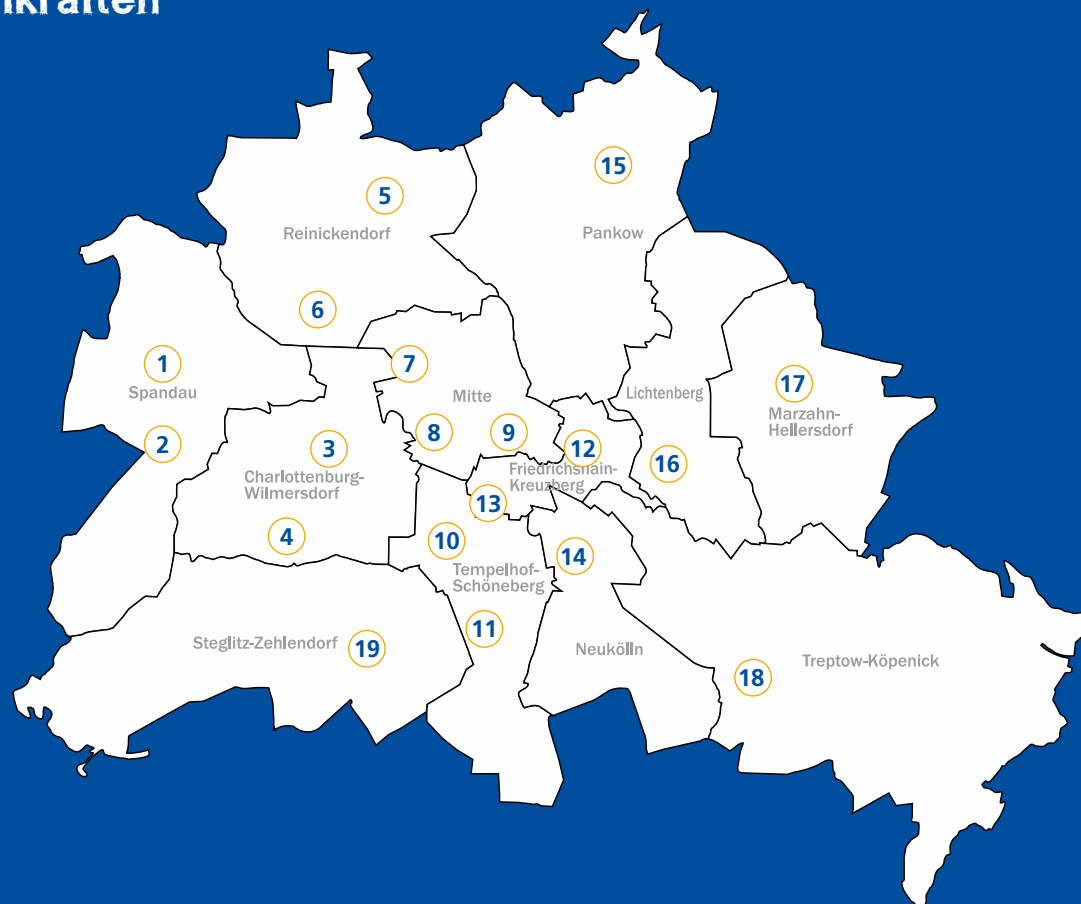 15
5
Reinickendorf
Pankow
6
1
7
17
Spandau
Mitte
Lichtenberg
Marzahn-
Hellersdorf
2
3
8
9
12
16
Charlottenburg-
Wilmersdorf
Friedrichshain-
Kreuzberg
13
4
10
14
Tempelhof-
Schöneberg
11
Steglitz-Zehlendorf
19
Neukölln
Treptow-Köpenick
18